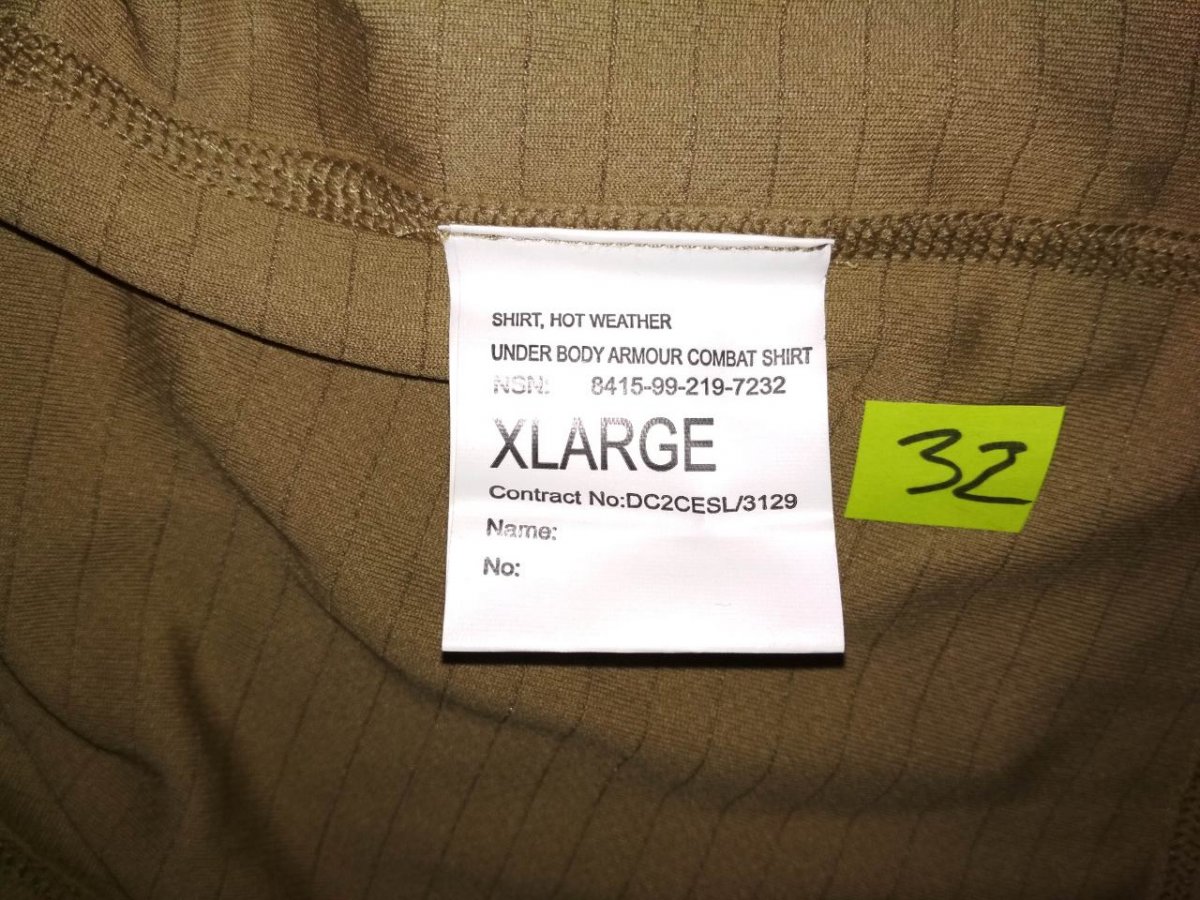 SHIRT, HOT WEATHER
UNDER BODY ARMOUR COMBAT SHIRT
NSN: 8415-99-219-7232
XLARGE
Contract No:DC2CESL/3129
Name:
No:
32